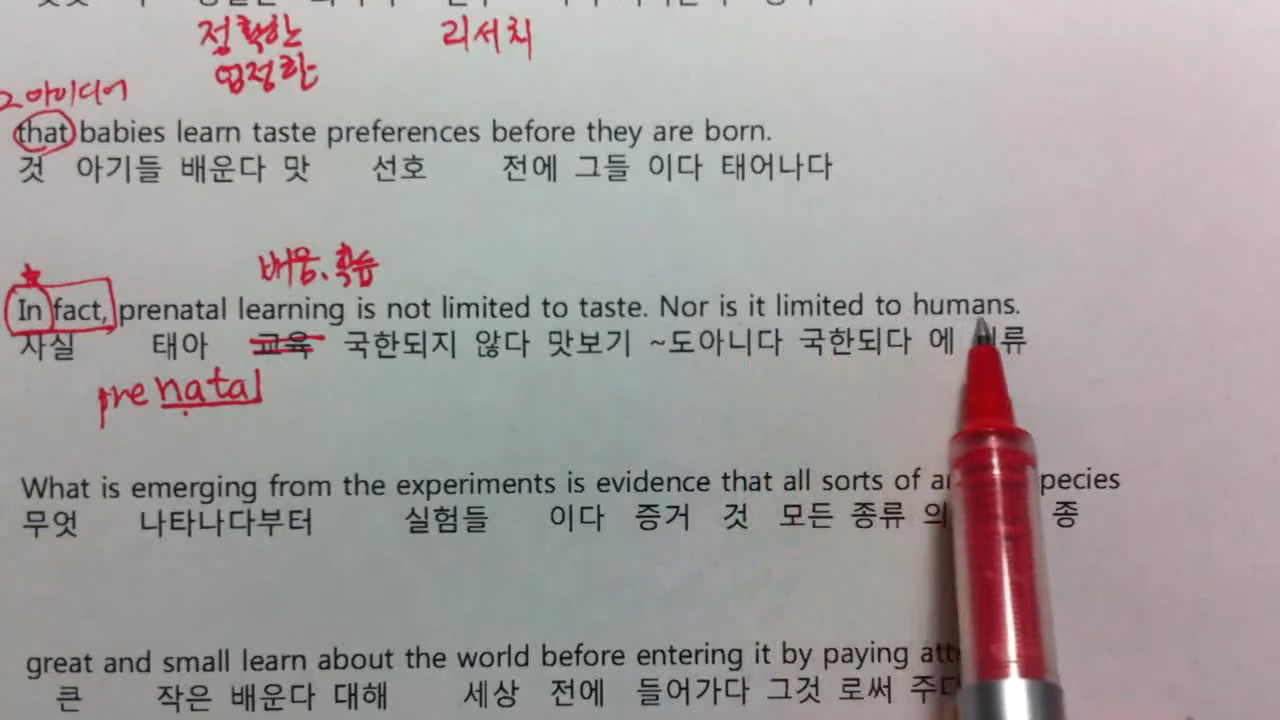 정확한 리서치
엄정한
그 아이디어
that babies learn taste preferences before they are born.
것 아기들 배운다 맛 선호 전에 그들 이다 태어나다
배움, 학습
In fact, prenatal learning is not limited to taste. Nor is it limited to humans.
사실 태아 교육 국한되지 않다 맛보기 ~도아니다 국한되다 에
prenatal
What is emerging from the experiments is evidence that all sorts of
무엇 나타나다부터 실험들 이다 증거 것 모든 종류 의 종
great and small learn about the world before entering it by paying
큰 작은 배운다 대해 세상 전에 들어가다 그것 로써